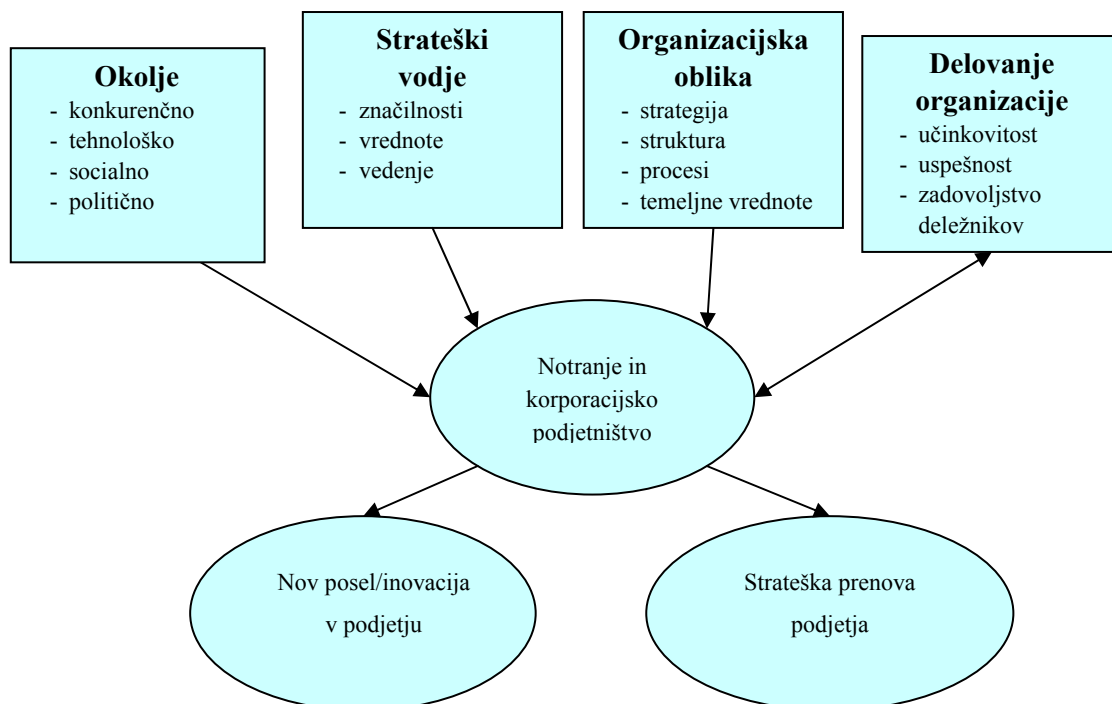 Okolje
- konkurenčno
- tehnološko
- socialno
- politično
Strateški
vodje
- značilnosti
- vrednote
- vedenje
Organizacijska
oblika
- strategija
- struktura
- procesi
- temeljne vrednote
Delovanje
organizacije
- učinkovitost
- uspešnost
- zadovoljstvo
deležnikov
Notranje in
korporacijsko
podjetništvo
Nov posel/inovacija
v podjetju
Strateška prenova
podjetja